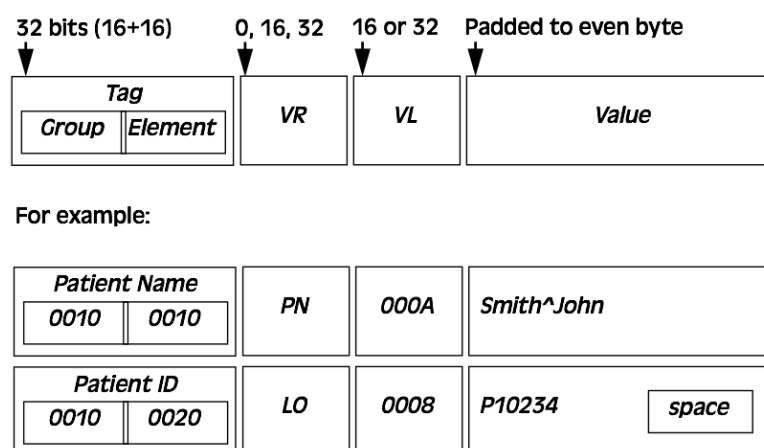 32 bits (16+16) 0, 16, 32 16 or 32 Padded to even byte
Tag
Group Element VR VL Value
For example:
Patient Name
0010 0010 PN 000A Smith^John
Patient ID
0010 0020 LO 0008 P10234 space